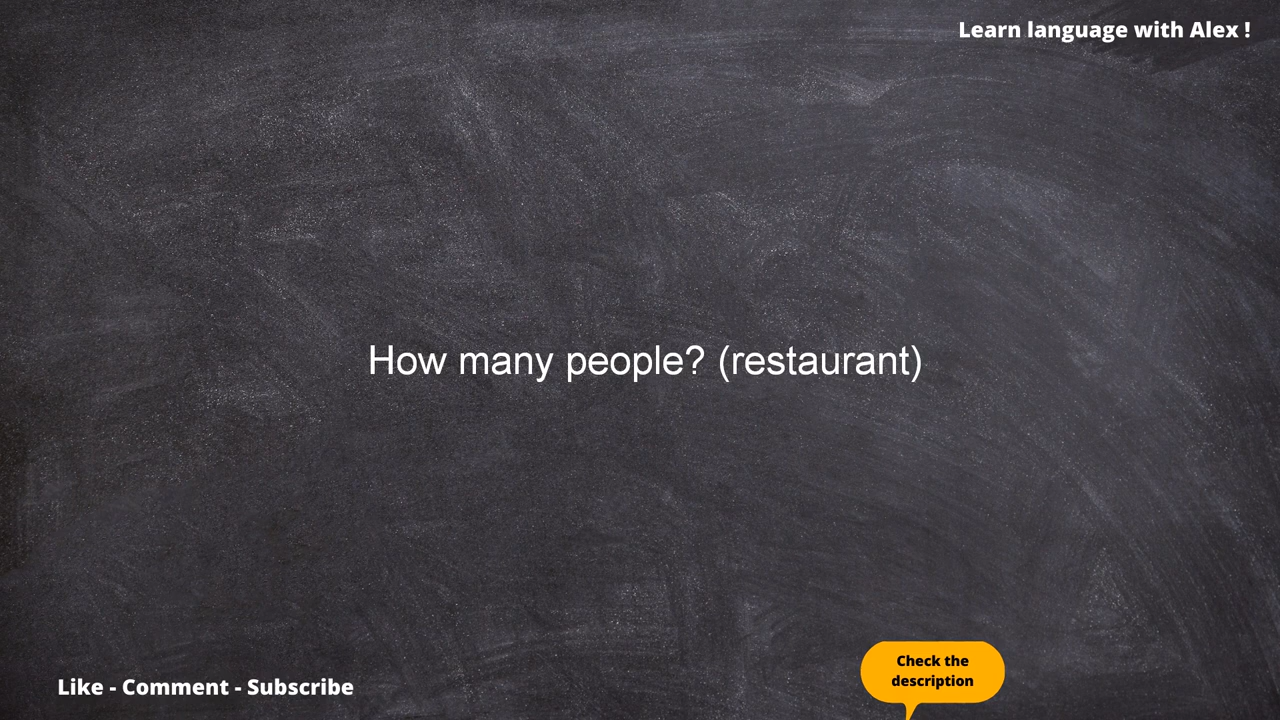 Learn language with Alex !
How many people? (restaurant)
Check the
description
Like - Comment - Subscribe